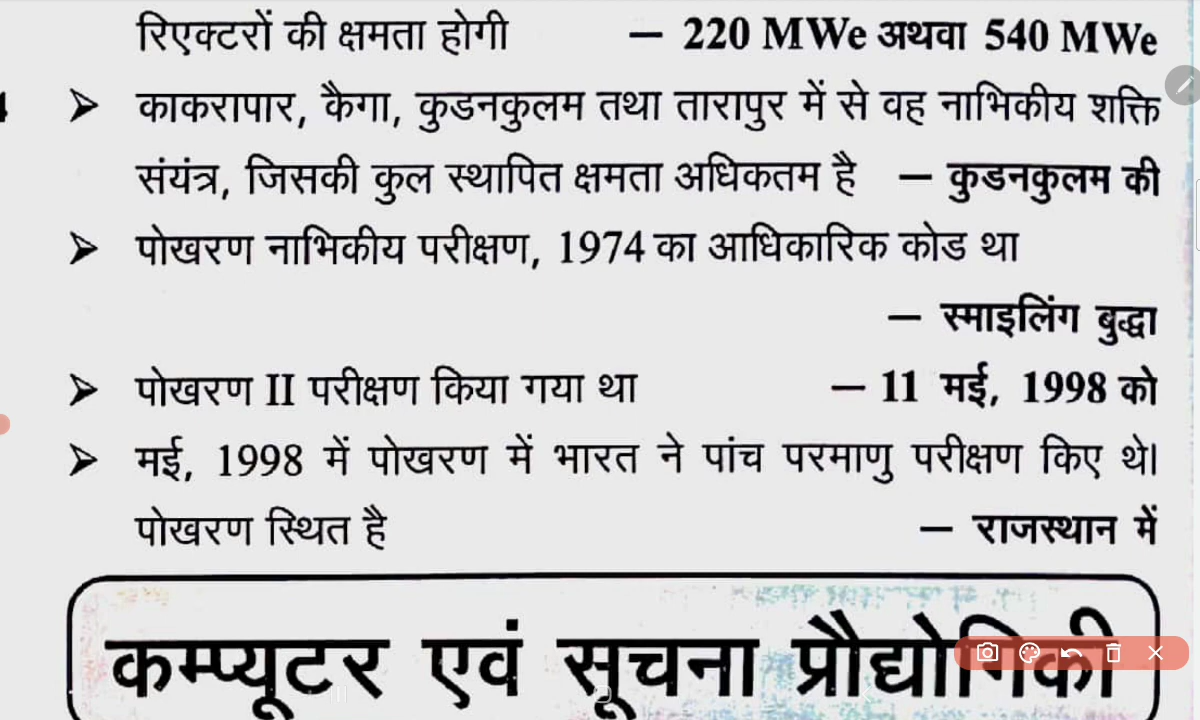 रिएक्टरों की क्षमता होगी — 220 MWe अथवा 540 MWe
➤ काकरापार, कैगा, कुडनकुलम तथा तारापुर में से वह नाभिकीय शक्ति
संयंत्र, जिसकी कुल स्थापित क्षमता अधिकतम है — कुडनकुलम की
➤ पोखरण नाभिकीय परीक्षण, 1974 का आधिकारिक कोड था
— स्माइलिंग बुद्धा
➤ पोखरण II परीक्षण किया गया था — 11 मई, 1998 को
➤ मई, 1998 में पोखरण में भारत ने पांच परमाणु परीक्षण किए थे।
पोखरण स्थित है — राजस्थान में
कम्प्यूटर एवं सूचना प्रौद्योगिकी